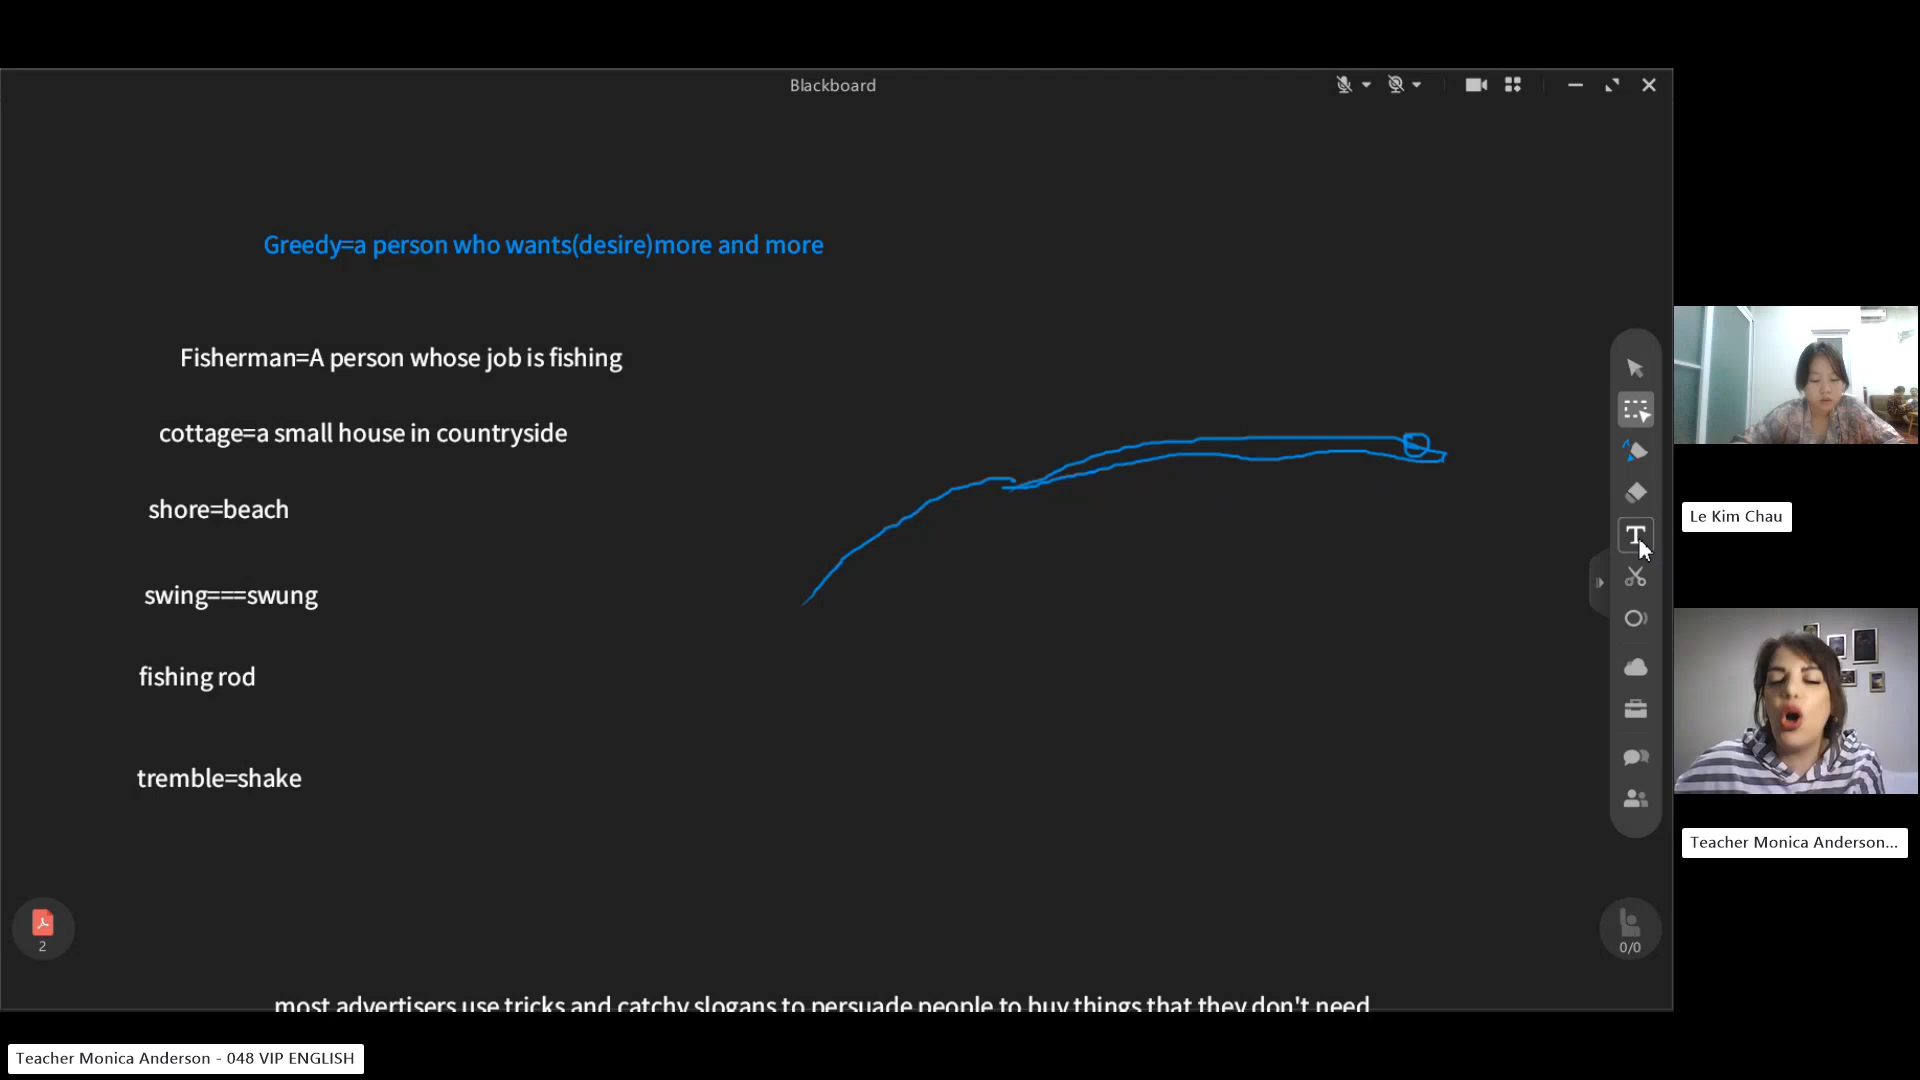 Blackboard
Greedy=a person who wants(desire)more and more
Fisherman=A person whose job is fishing
cottage=a small house in countryside
shore=beach
swing===swung
fishing rod
tremble=shake
most advertisers use tricks and catchy slogans to persuade people to buy things that they don't need
2
0/0
Le Kim Chau
Teacher Monica Anderson...
Teacher Monica Anderson - 048 VIP ENGLISH